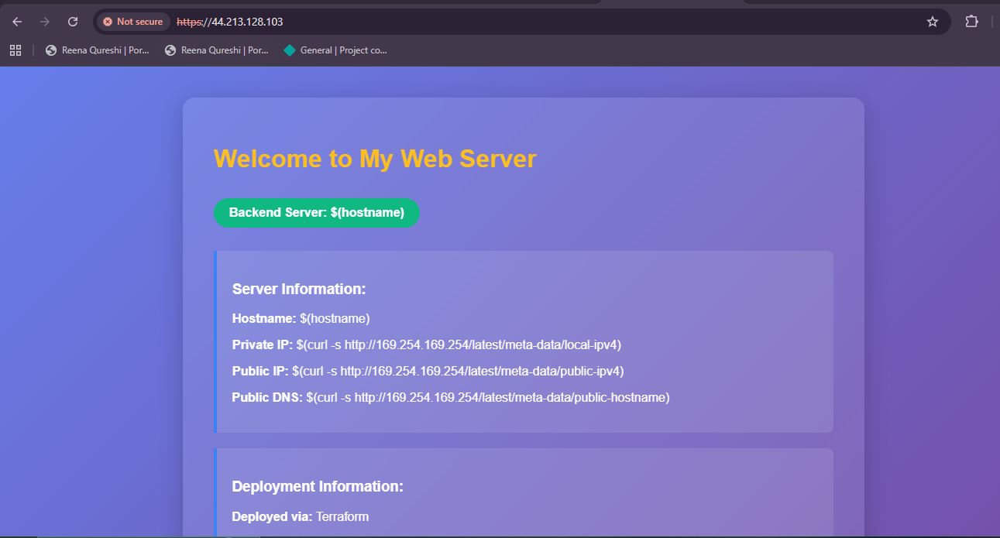 Not secure https://44.213.128.103
Reena Qureshi | Por... Reena Qureshi | Por... General | Project co...
Welcome to My Web Server
Backend Server: $(hostname)
Server Information:
Hostname: $(hostname)
Private IP: $(curl -s http://169.254.169.254/latest/meta-data/local-ipv4)
Public IP: $(curl -s http://169.254.169.254/latest/meta-data/public-ipv4)
Public DNS: $(curl -s http://169.254.169.254/latest/meta-data/public-hostname)
Deployment Information:
Deployed via: Terraform